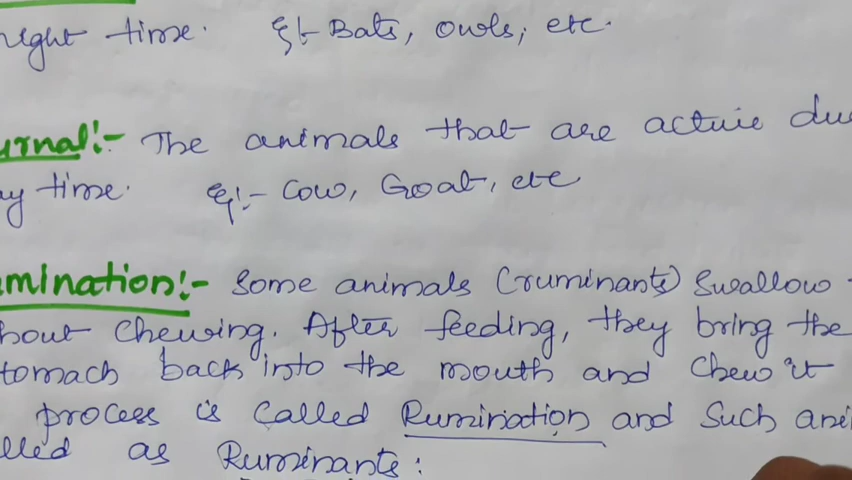 night time. Eg:- Bats, Owls, etc.
urnal:- The animals that are active du
ay time. Eg:- Cow, Goat, etc
mination:- Some animals (ruminants) Swallow
hout Chewing. After feeding, they bring the
tomach back into the mouth and Chew it
process is Called Rumination and Such ani
lled as Ruminants: